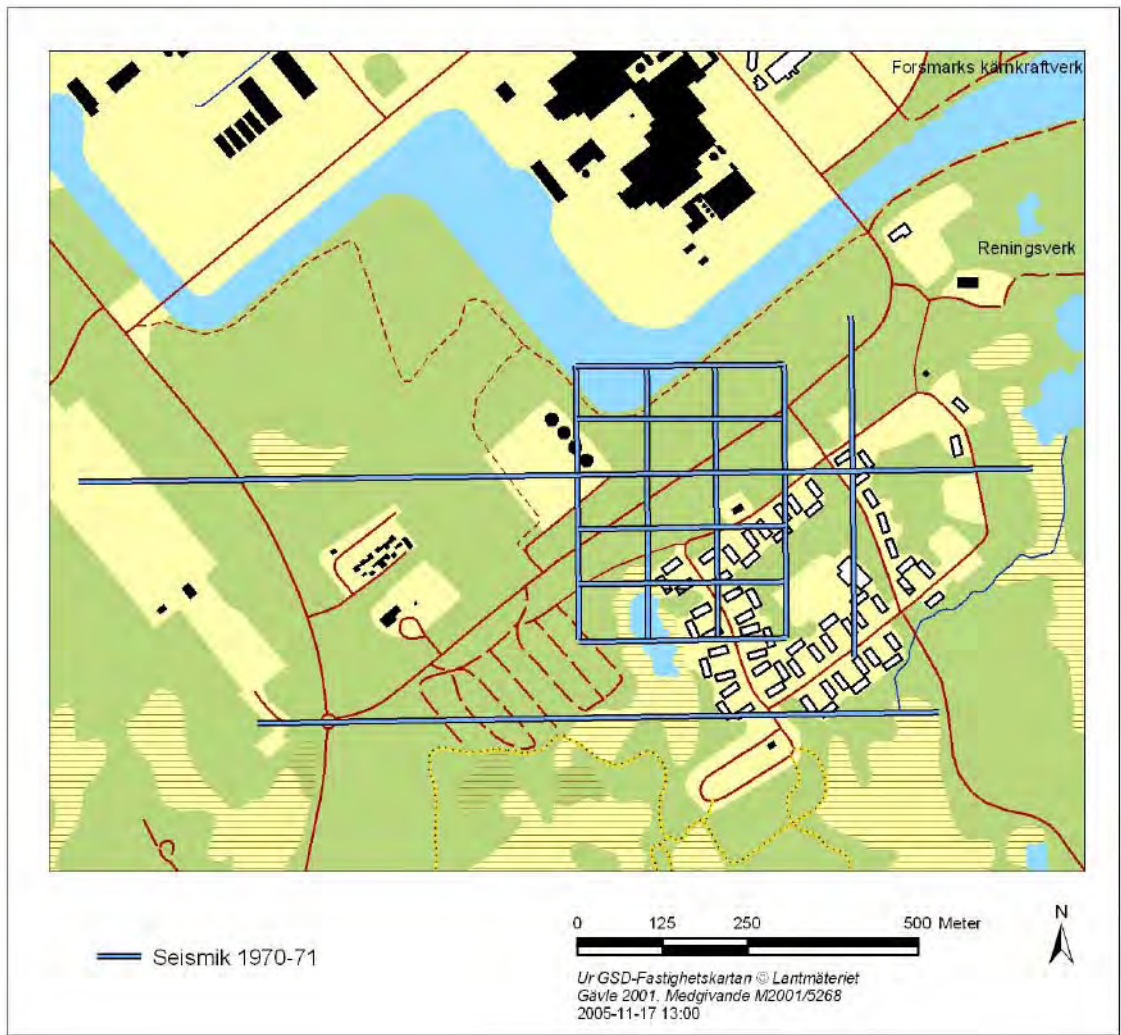 Forsmarks kärnkraftverk
Reningsverk
Seismik 1970-71
0 125 250 500 Meter
N
Ur GSD-Fastighetskartan © Lantmäteriet
Gävle 2001. Medgivande M2001/5268
2005-11-17 13:00